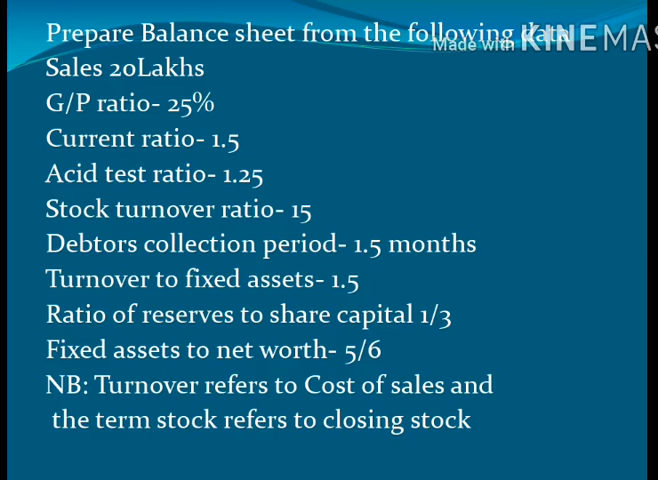 Prepare Balance sheet from the following data
Made with KINEMAS
Sales 20Lakhs
G/P ratio- 25%
Current ratio- 1.5
Acid test ratio- 1.25
Stock turnover ratio- 15
Debtors collection period- 1.5 months
Turnover to fixed assets- 1.5
Ratio of reserves to share capital 1/3
Fixed assets to net worth- 5/6
NB: Turnover refers to Cost of sales and
the term stock refers to closing stock